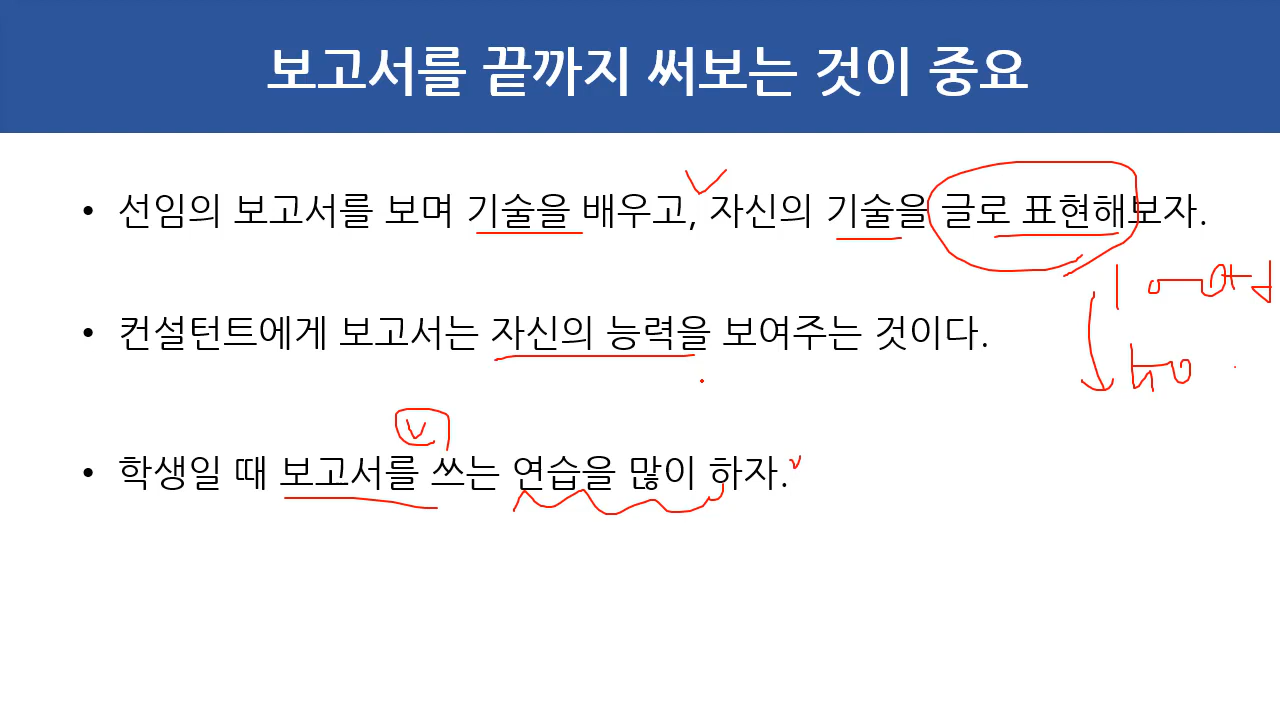 보고서를 끝까지 써보는 것이 중요
• 선임의 보고서를 보며 기술을 배우고, 자신의 기술을 글로 표현해보자.
• 컨설턴트에게 보고서는 자신의 능력을 보여주는 것이다.
• 학생일 때 보고서를 쓰는 연습을 많이 하자.